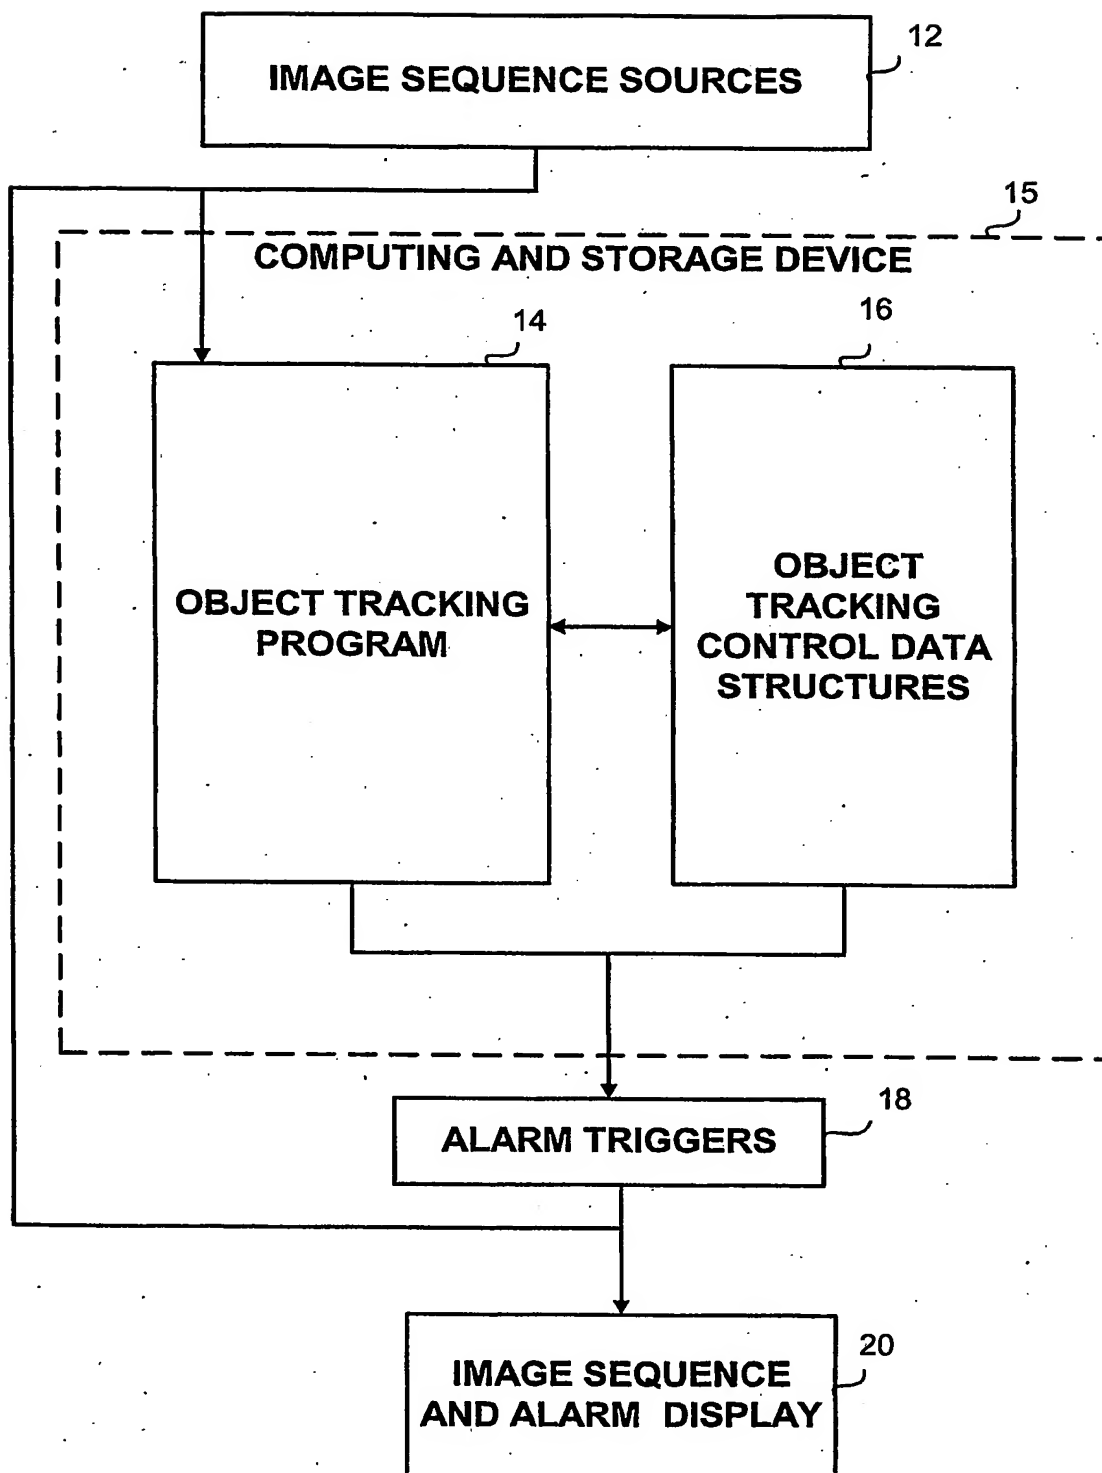 12
IMAGE SEQUENCE SOURCES
15
COMPUTING AND STORAGE DEVICE
14
16
OBJECT TRACKING
PROGRAM
OBJECT
TRACKING
CONTROL DATA
STRUCTURES
18
ALARM TRIGGERS
20
IMAGE SEQUENCE
AND ALARM DISPLAY